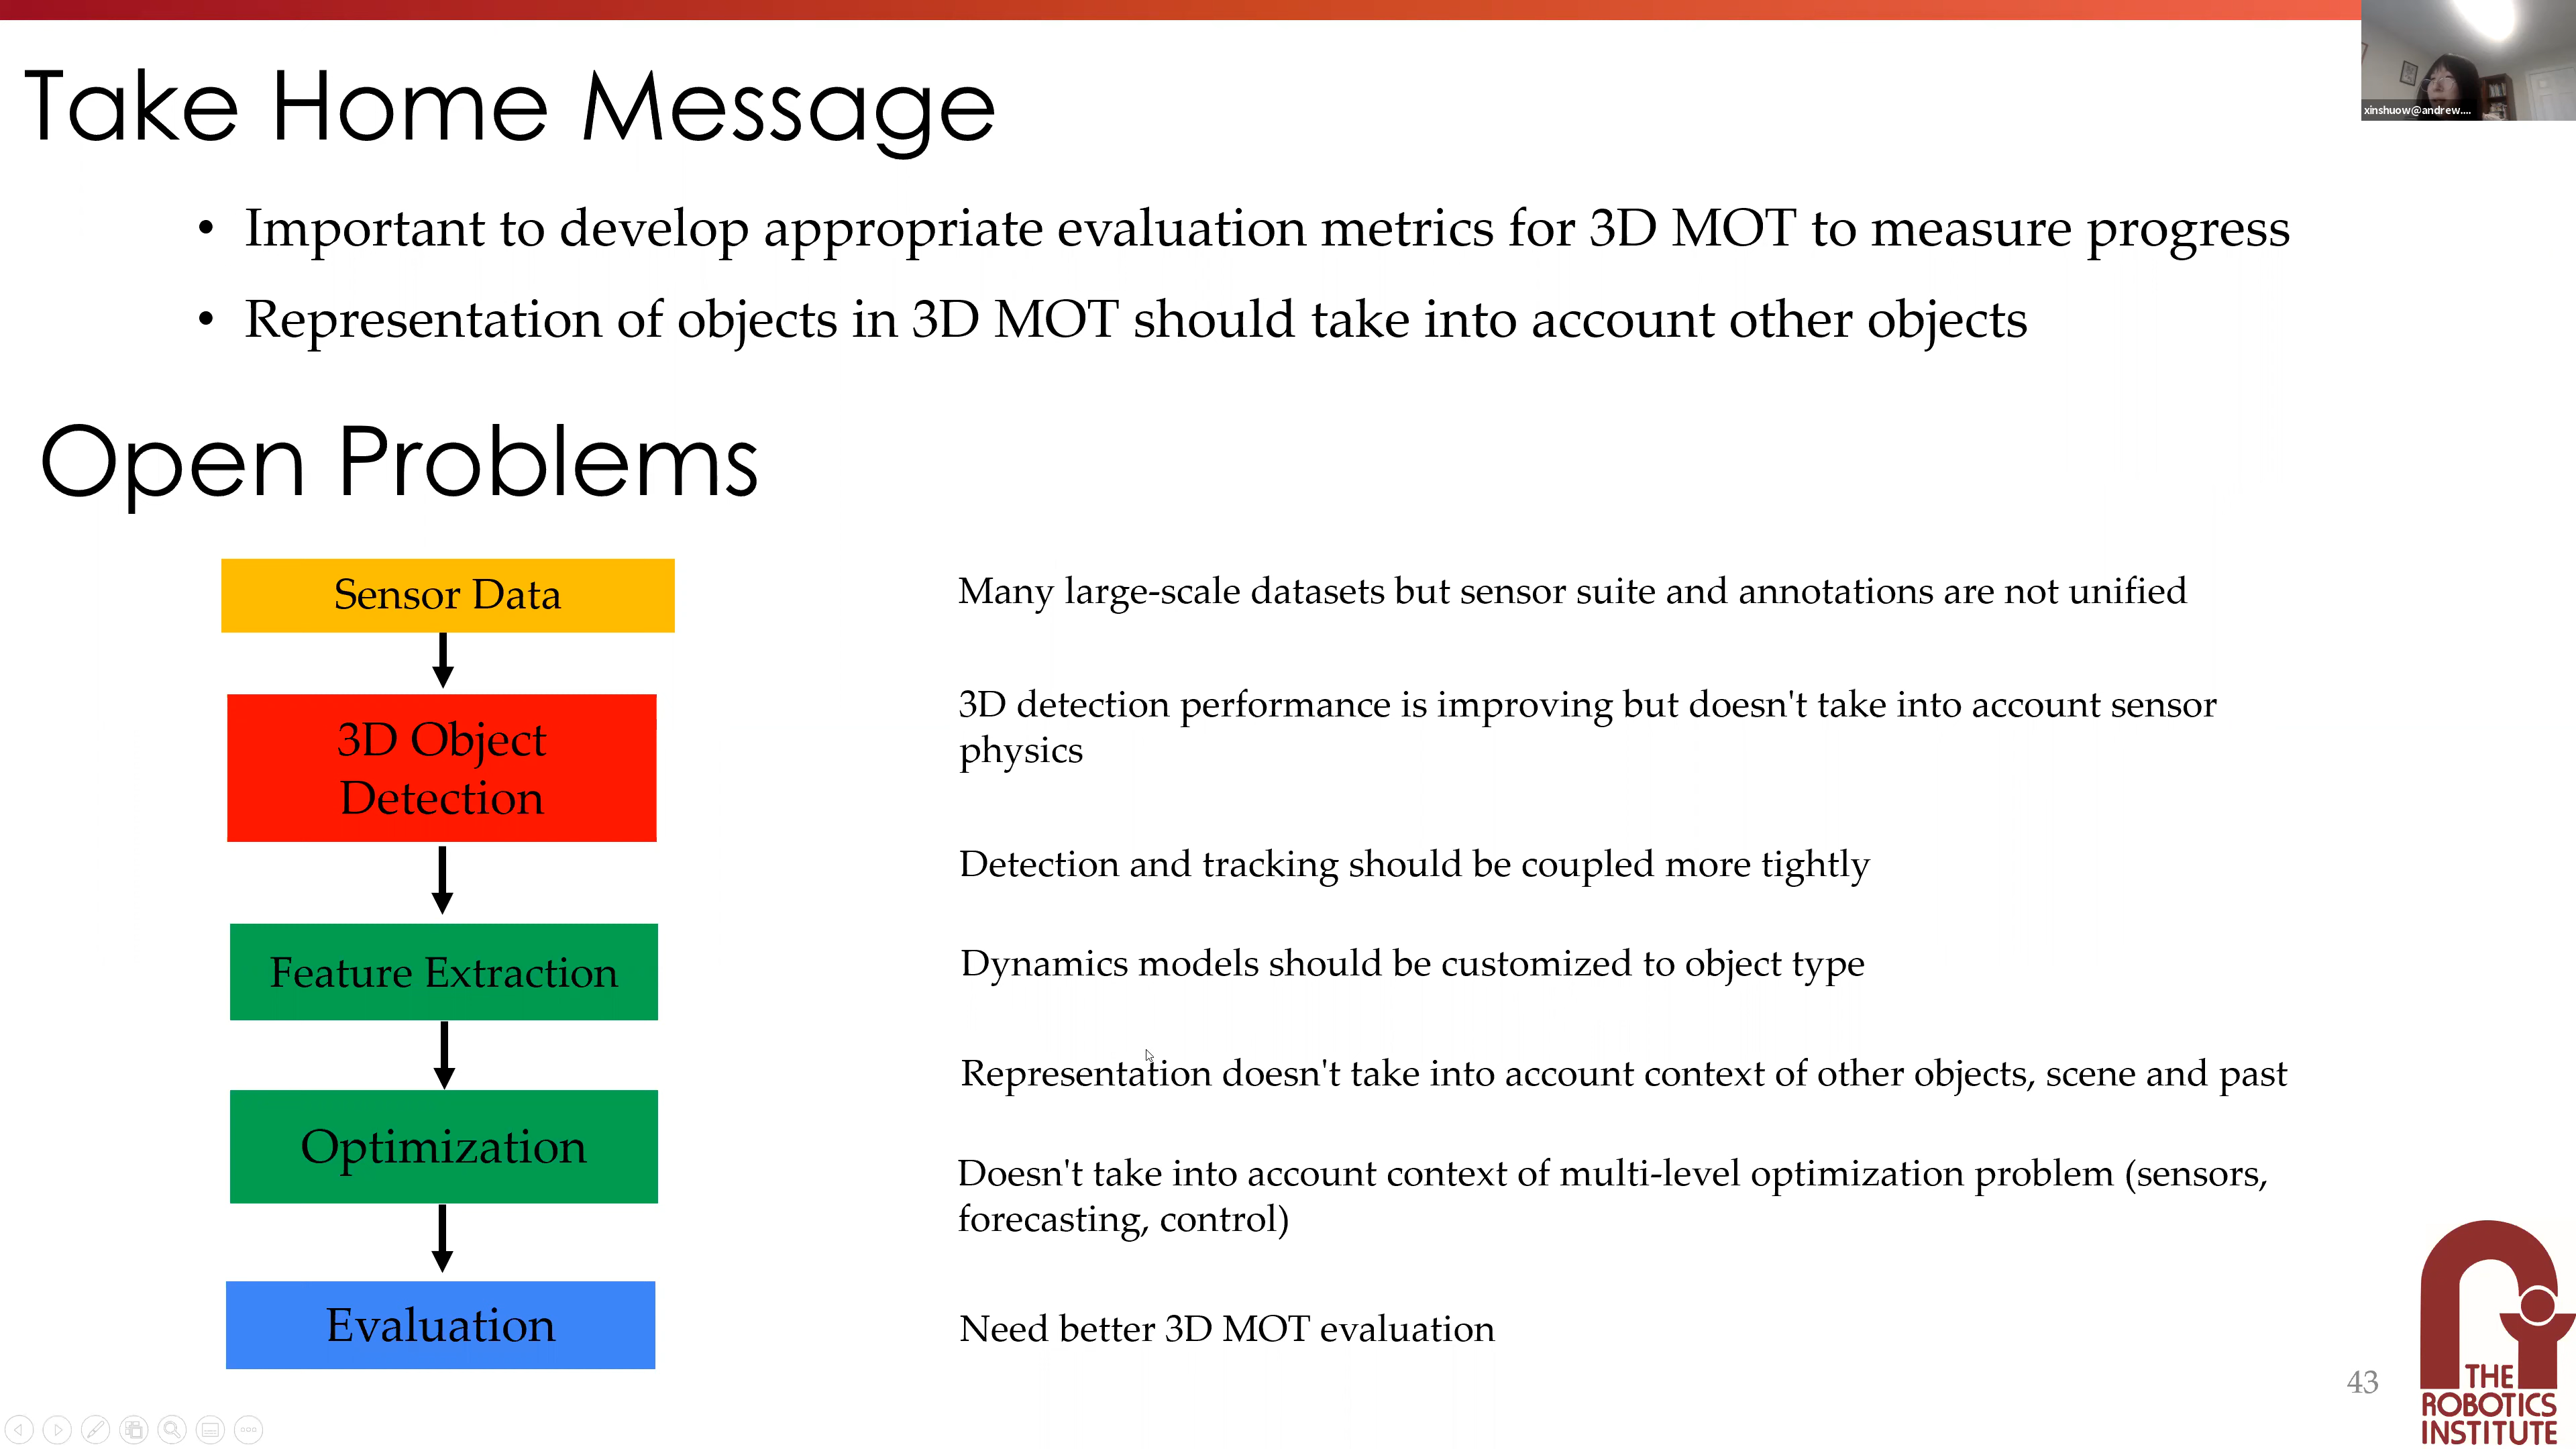 Take Home Message
• Important to develop appropriate evaluation metrics for 3D MOT to measure progress
• Representation of objects in 3D MOT should take into account other objects
Open Problems
Sensor Data
Many large-scale datasets but sensor suite and annotations are not unified
3D Object
Detection
3D detection performance is improving but doesn't take into account sensor
physics
Detection and tracking should be coupled more tightly
Feature Extraction
Dynamics models should be customized to object type
Representation doesn't take into account context of other objects, scene and past
Optimization
Doesn't take into account context of multi-level optimization problem (sensors,
forecasting, control)
Evaluation
Need better 3D MOT evaluation
43
THE
ROBOTICS
INSTITUTE
xinshuow@andrew....